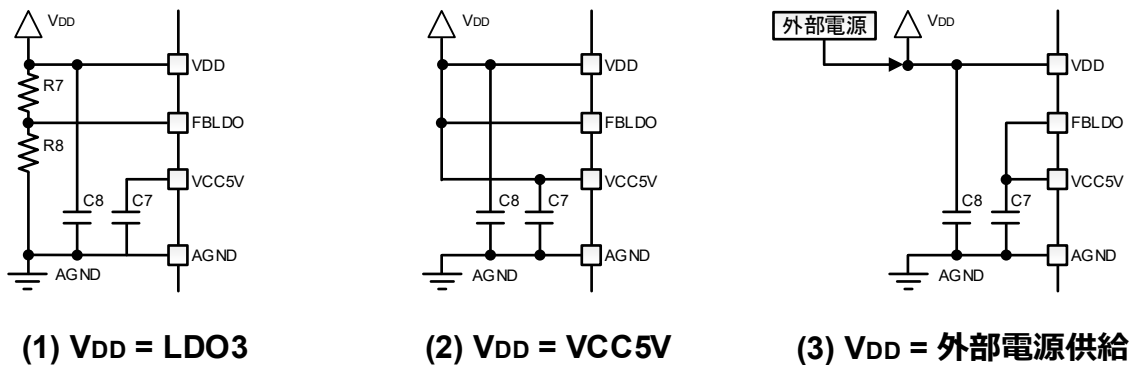 VDD
VDD
R7
FBLDO
R8
VCC5V
C8
C7
AGND
AGND
(1) VDD = LDO3
VDD
VDD
FBLDO
VCC5V
C8
C7
AGND
AGND
(2) VDD = VCC5V
外部電源
VDD
VDD
FBLDO
VCC5V
C8
C7
AGND
AGND
(3) VDD = 外部電源供給